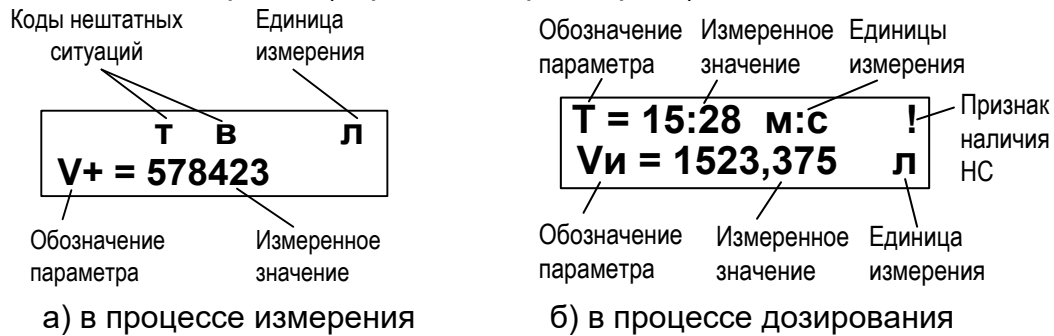 Коды нештатных
ситуаций
Единица
измерения
т в л
V+ = 578423
Обозначение
параметра
Измеренное
значение
а) в процессе измерения
Обозначение
параметра
Измеренное
значение
Единицы
измерения
T = 15:28 м:с !
Vи = 1523,375 л
Признак
наличия
НС
Обозначение
параметра
Измеренное
значение
Единица
измерения
б) в процессе дозирования